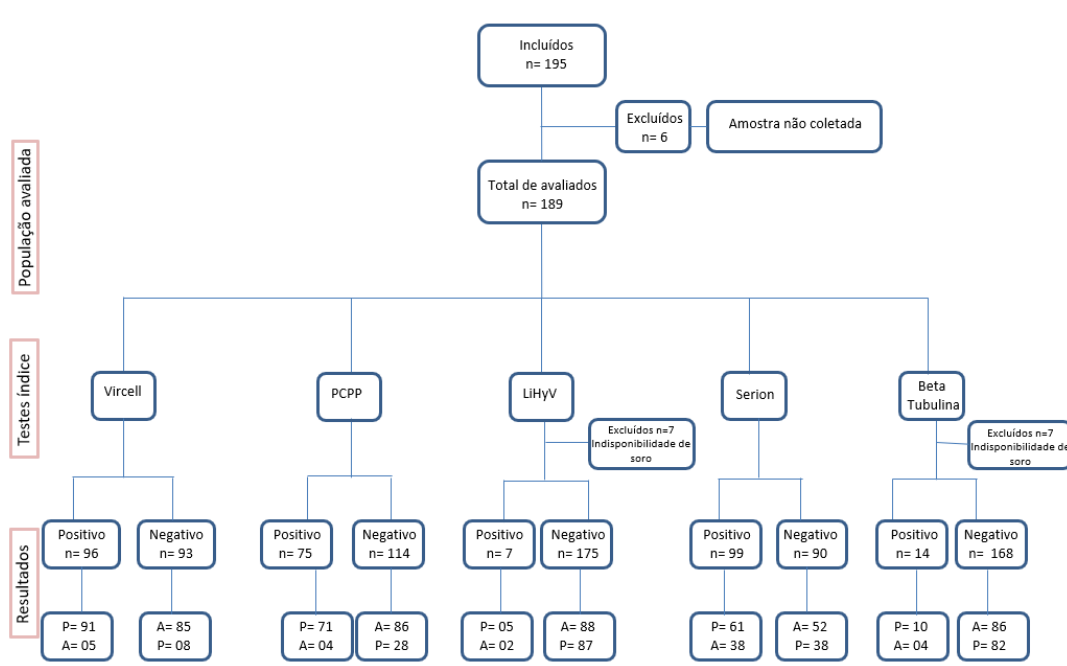 Incluídos
n= 195
Excluídos
n= 6
Amostra não coletada
Total de avaliados
n= 189
População avaliada
Testes índice
Vircell
PCPP
LiHyV
Serion
Beta
Tubulina
Excluídos n=7
Indisponibilidade de
soro
Excluídos n=7
Indisponibilidade de
soro
Resultados
Positivo
n= 96
Negativo
n= 93
Positivo
n= 75
Negativo
n= 114
Positivo
n= 7
Negativo
n= 175
Positivo
n= 99
Negativo
n= 90
Positivo
n= 14
Negativo
n= 168
P= 91
A= 05
A= 85
P= 08
P= 71
A= 04
A= 86
P= 28
P= 05
A= 02
A= 88
P= 87
P= 61
A= 38
A= 52
P= 38
P= 10
A= 04
A= 86
P= 82